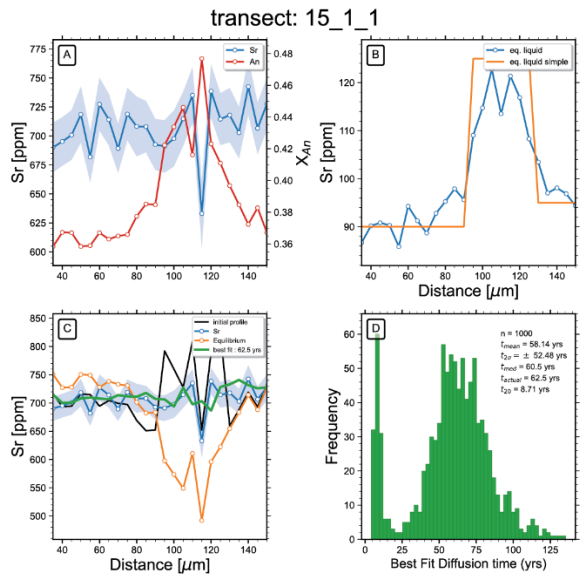 transect: 15_1_1
A
Sr
An
Sr [ppm]
775
750
725
700
675
650
625
600
X_An
0.48
0.46
0.44
0.42
0.40
0.38
0.36
40 60 80 100 120 140
B
eq. liquid
eq. liquid simple
Sr [ppm]
120
110
100
90
40 60 80 100 120 140
Distance [μm]
C
initial profile
Sr
Equilibrium
best fit : 62.5 yrs
Sr [ppm]
850
800
750
700
650
600
550
500
40 60 80 100 120 140
Distance [μm]
D
n = 1000
t_mean = 58.14 yrs
t_2σ = ± 52.48 yrs
t_med = 60.5 yrs
t_actual = 62.5 yrs
t_20 = 8.71 yrs
Frequency
60
50
40
30
20
10
0
0 25 50 75 100 125
Best Fit Diffusion time (yrs)